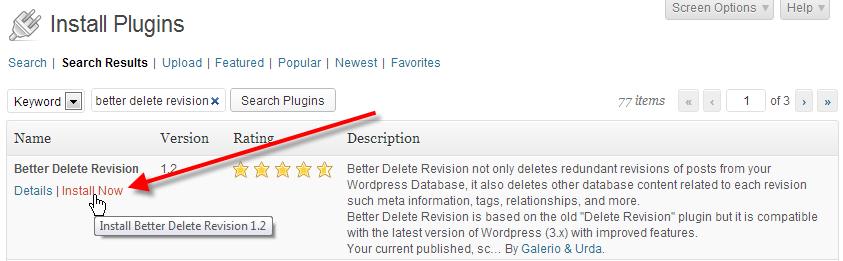 Screen Options Help
Install Plugins
Search | Search Results | Upload | Featured | Popular | Newest | Favorites
Keyword better delete revision × Search Plugins 77 items « ‹ 1 of 3 › »
Name Version Rating Description
Better Delete Revision 1.2 Better Delete Revision not only deletes redundant revisions of posts from your
Details | Install Now Wordpress Database, it also deletes other database content related to each revision
such meta information, tags, relationships, and more.
Install Better Delete Revision 1.2 Better Delete Revision is based on the old "Delete Revision" plugin but it is compatible
with the latest version of Wordpress (3.x) with improved features.
Your current published, sc... By Galerio & Urda.